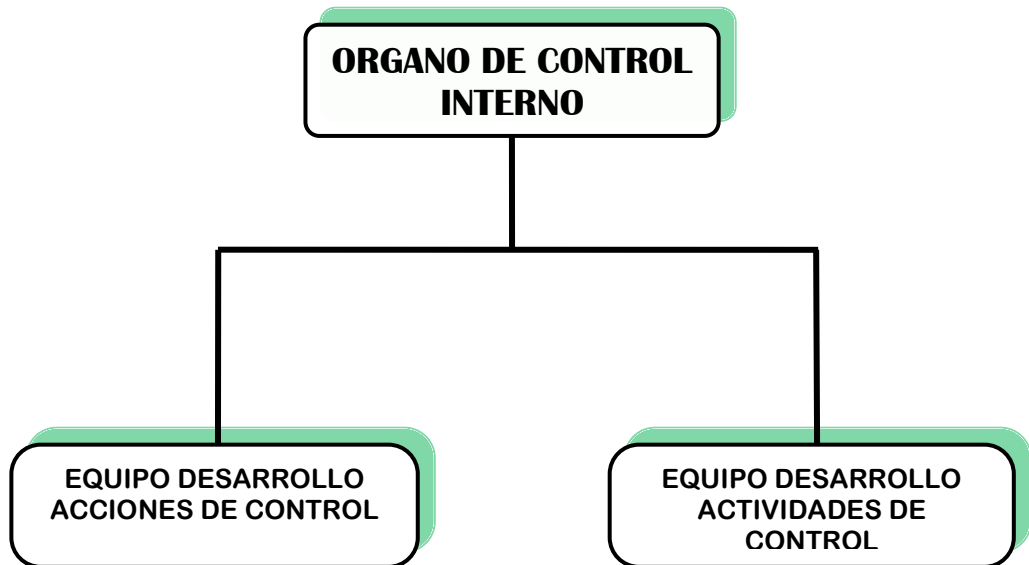 ORGANO DE CONTROL
INTERNO
EQUIPO DESARROLLO
ACCIONES DE CONTROL
EQUIPO DESARROLLO
ACTIVIDADES DE
CONTROL